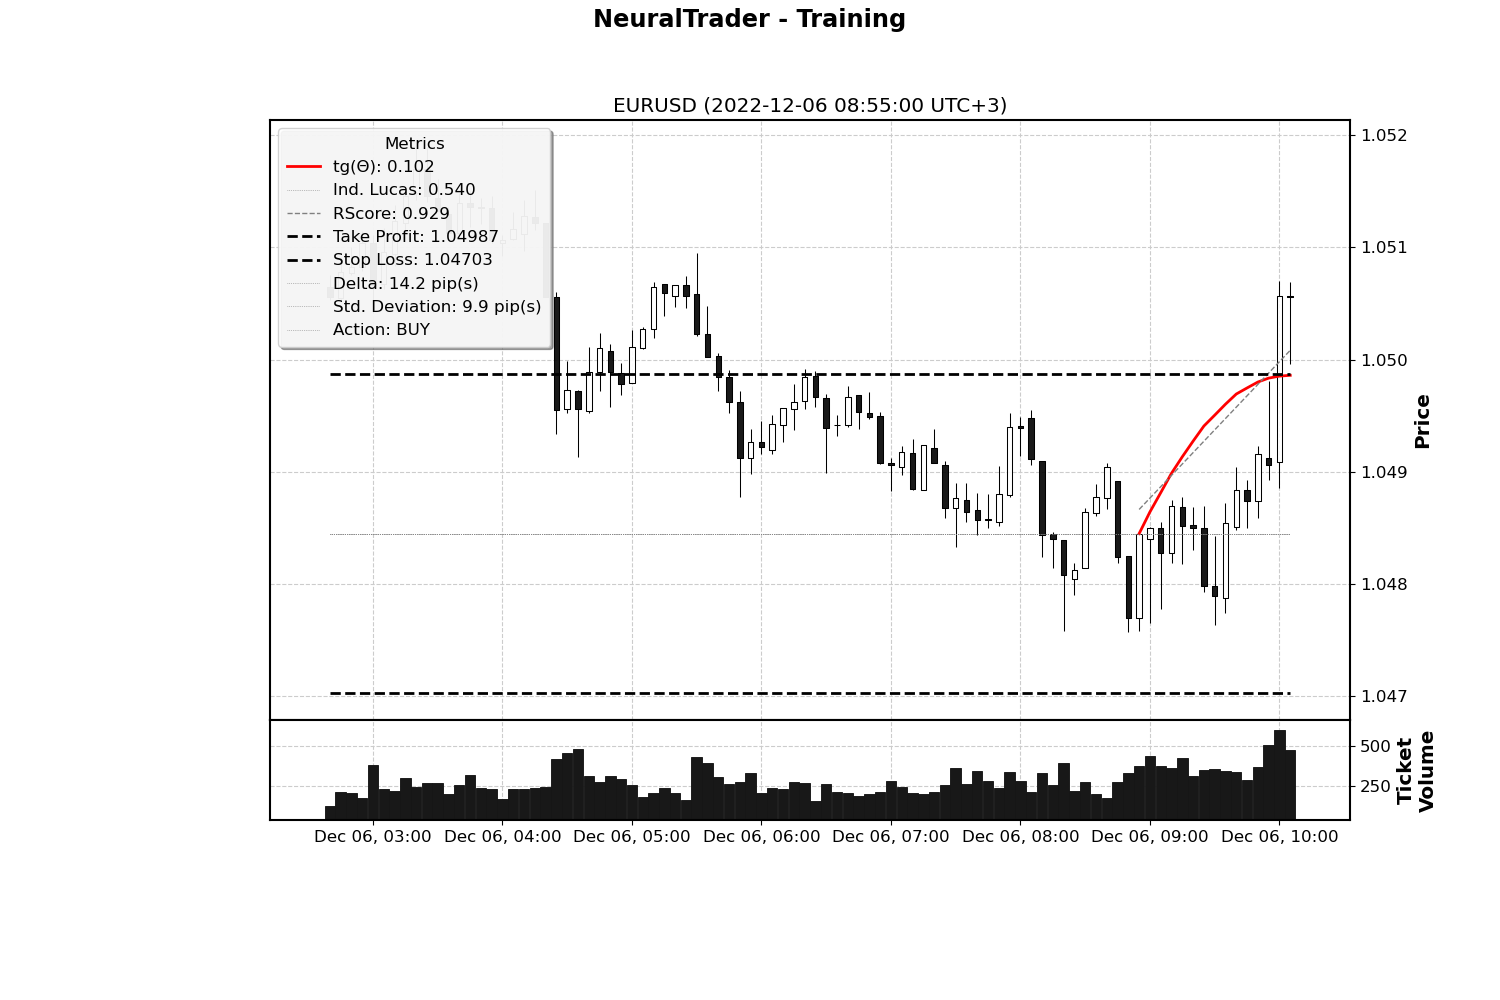 NeuralTrader - Training
EURUSD (2022-12-06 08:55:00 UTC+3)
Metrics
tg(Θ): 0.102
Ind. Lucas: 0.540
RScore: 0.929
Take Profit: 1.04987
Stop Loss: 1.04703
Delta: 14.2 pip(s)
Std. Deviation: 9.9 pip(s)
Action: BUY
1.052
1.051
1.050
1.049
1.048
1.047
Price
500
250
Ticket
Volume
Dec 06, 03:00
Dec 06, 04:00
Dec 06, 05:00
Dec 06, 06:00
Dec 06, 07:00
Dec 06, 08:00
Dec 06, 09:00
Dec 06, 10:00